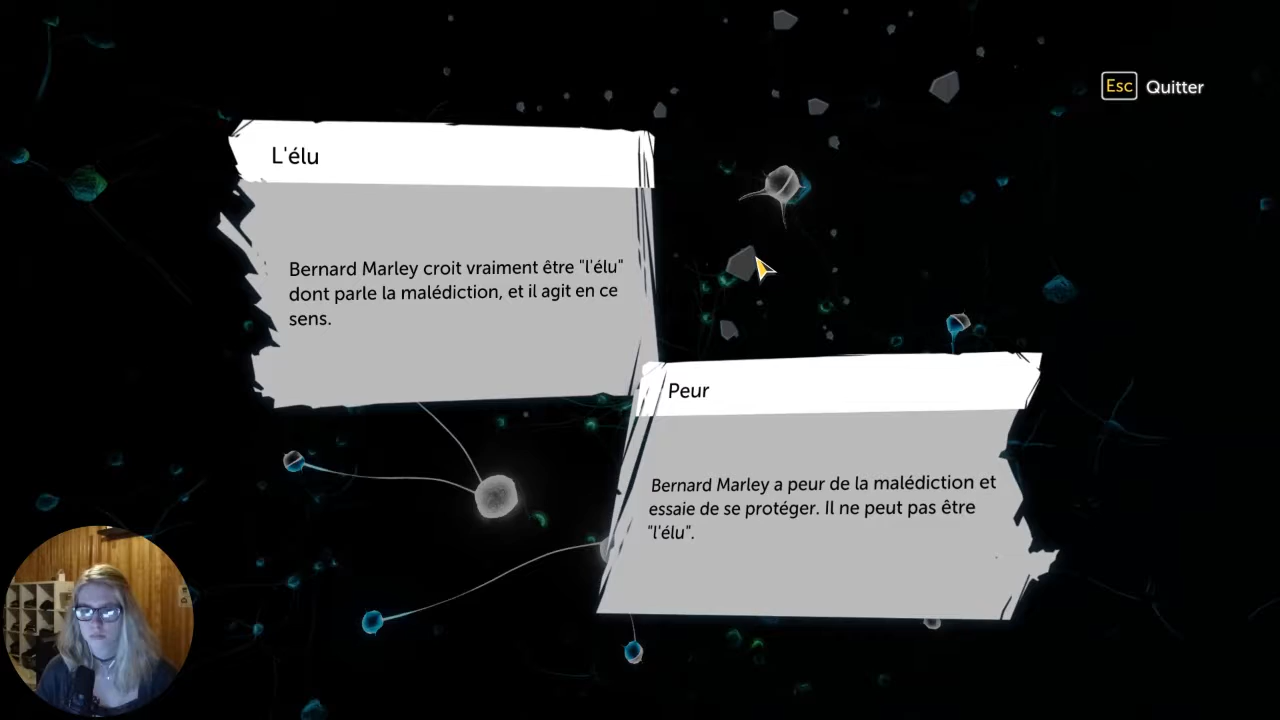 Esc Quitter
L'élu
Bernard Marley croit vraiment être "l'élu"
dont parle la malédiction, et il agit en ce
sens.
Peur
Bernard Marley a peur de la malédiction et
essaie de se protéger. Il ne peut pas être
"l'élu".